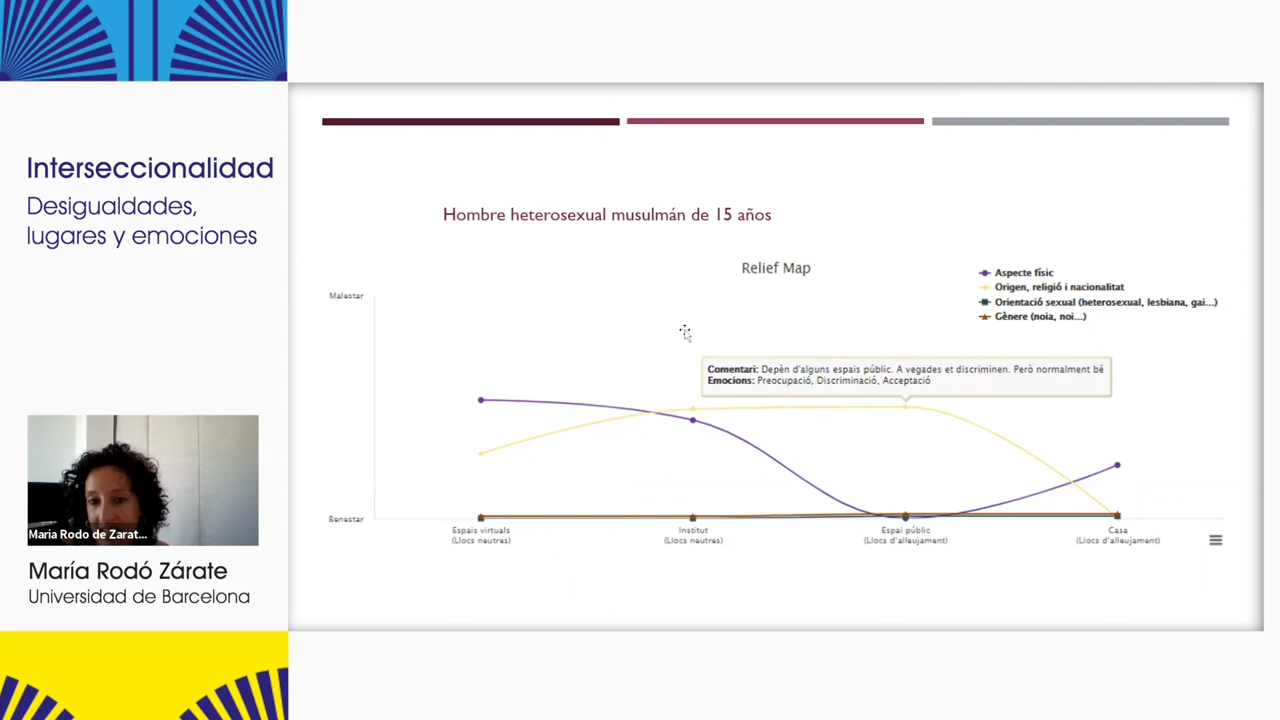 Interseccionalidad
Desigualdades,
lugares y emociones
Maria Rodo de Zarat...
María Rodó Zárate
Universidad de Barcelona
Hombre heterosexual musulmán de 15 años
Relief Map
Aspecte físic
Origen, religió i nacionalitat
Orientació sexual (heterosexual, lesbiana, gai...)
Gènere (noia, noi...)
Malestar
Comentari: Depèn d'alguns espais públic. A vegades et discriminen. Però normalment bé
Emocions: Preocupació, Discriminació, Acceptació
Benestar
Espais virtuals
(Llocs neutres)
Institut
(Llocs neutres)
Espai públic
(Llocs d'alleujament)
Casa
(Llocs d'alleujament)